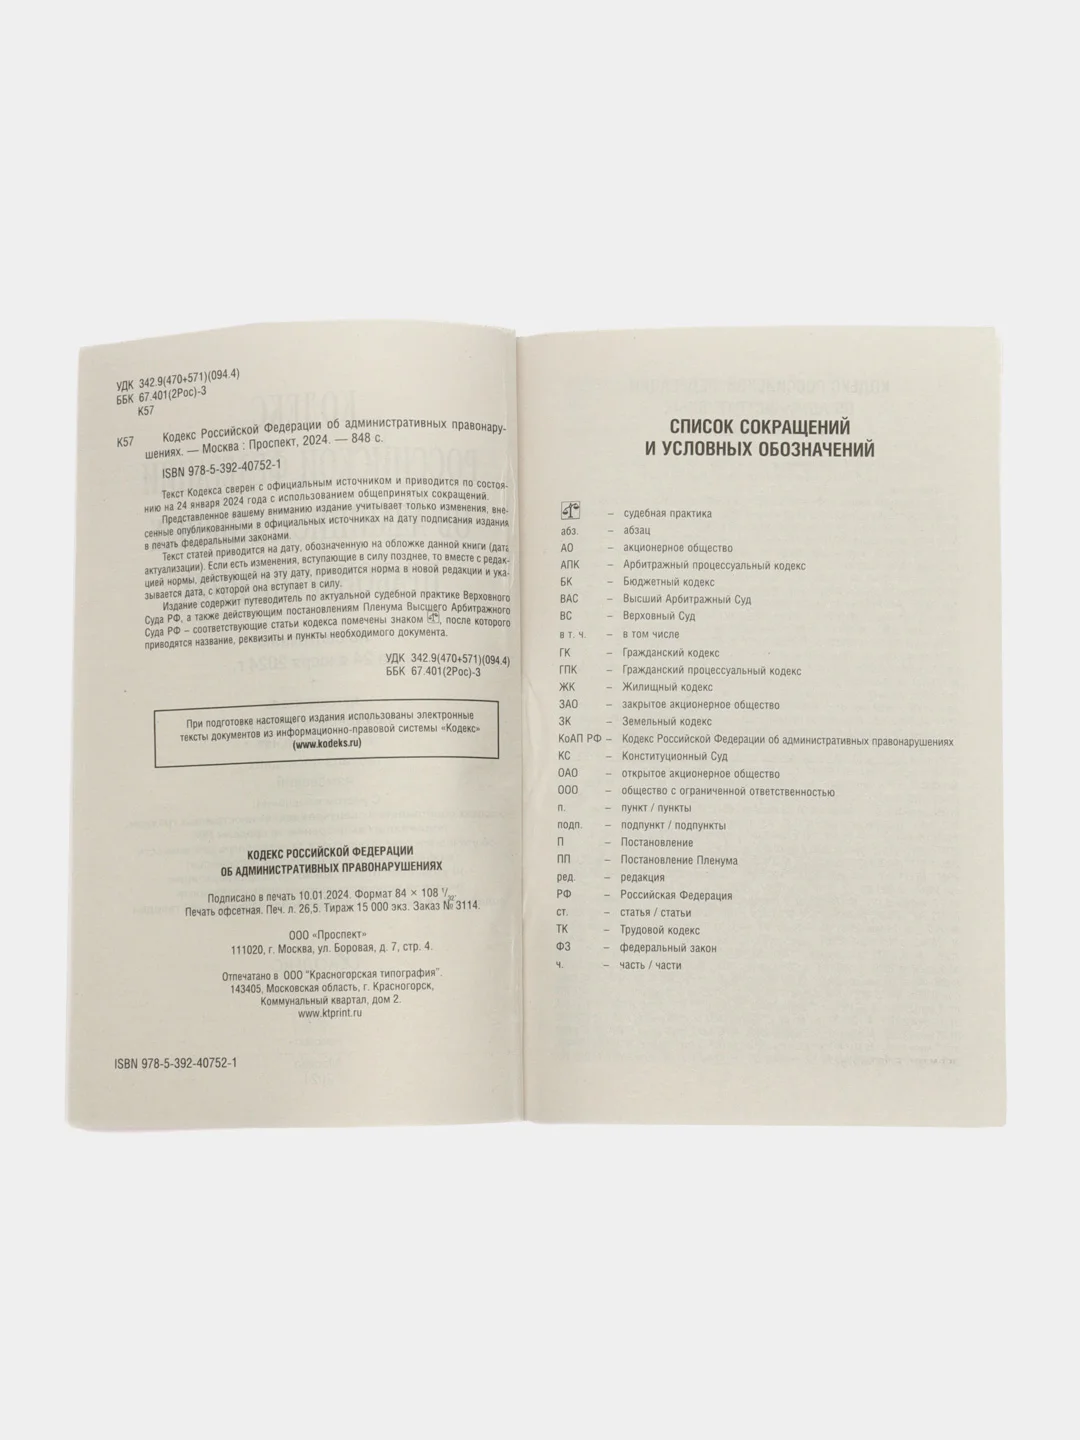 УДК 342.9(470+571)(094.4)
ББК 67.401(2Рос)-3
К57
К57 Кодекс Российской Федерации об административных правонару-
шениях. — Москва : Проспект, 2024. — 848 с.
ISBN 978-5-392-40752-1
Текст Кодекса сверен с официальным источником и приводится по состоя-
нию на 24 января 2024 года с использованием общепринятых сокращений.
Представленное вашему вниманию издание учитывает только изменения, вне-
сенные опубликованными в официальных источниках на дату подписания издания
в печать федеральными законами.
Текст статей приводится на дату, обозначенную на обложке данной книги (дата
актуализации). Если есть изменения, вступающие в силу позднее, то вместе с редак-
цией нормы, действующей на эту дату, приводится норма в новой редакции и ука-
зывается дата, с которой она вступает в силу.
Издание содержит путеводитель по актуальной судебной практике Верховного
Суда РФ, а также действующим постановлениям Пленума Высшего Арбитражного
Суда РФ – соответствующие статьи кодекса помечены знаком , после которого
приводятся название, реквизиты и пункты необходимого документа.
УДК 342.9(470+571)(094.4)
ББК 67.401(2Рос)-3
При подготовке настоящего издания использованы электронные
тексты документов из информационно-правовой системы «Кодекс»
(www.kodeks.ru)
КОДЕКС РОССИЙСКОЙ ФЕДЕРАЦИИ
ОБ АДМИНИСТРАТИВНЫХ ПРАВОНАРУШЕНИЯХ
Подписано в печать 10.01.2024. Формат 84 × 108 1/32.
Печать офсетная. Печ. л. 26,5. Тираж 15 000 экз. Заказ № 3114.
ООО «Проспект»
111020, г. Москва, ул. Боровая, д. 7, стр. 4.
Отпечатано в ООО "Красногорская типография".
143405, Московская область, г. Красногорск,
Коммунальный квартал, дом 2.
www.ktprint.ru
ISBN 978-5-392-40752-1
СПИСОК СОКРАЩЕНИЙ
И УСЛОВНЫХ ОБОЗНАЧЕНИЙ
– судебная практика
абз. – абзац
АО – акционерное общество
АПК – Арбитражный процессуальный кодекс
БК – Бюджетный кодекс
ВАС – Высший Арбитражный Суд
ВС – Верховный Суд
в т. ч. – в том числе
ГК – Гражданский кодекс
ГПК – Гражданский процессуальный кодекс
ЖК – Жилищный кодекс
ЗАО – закрытое акционерное общество
ЗК – Земельный кодекс
КоАП РФ – Кодекс Российской Федерации об административных правонарушениях
КС – Конституционный Суд
ОАО – открытое акционерное общество
ООО – общество с ограниченной ответственностью
п. – пункт / пункты
подп. – подпункт / подпункты
П – Постановление
ПП – Постановление Пленума
ред. – редакция
РФ – Российская Федерация
ст. – статья / статьи
ТК – Трудовой кодекс
ФЗ – федеральный закон
ч. – часть / части